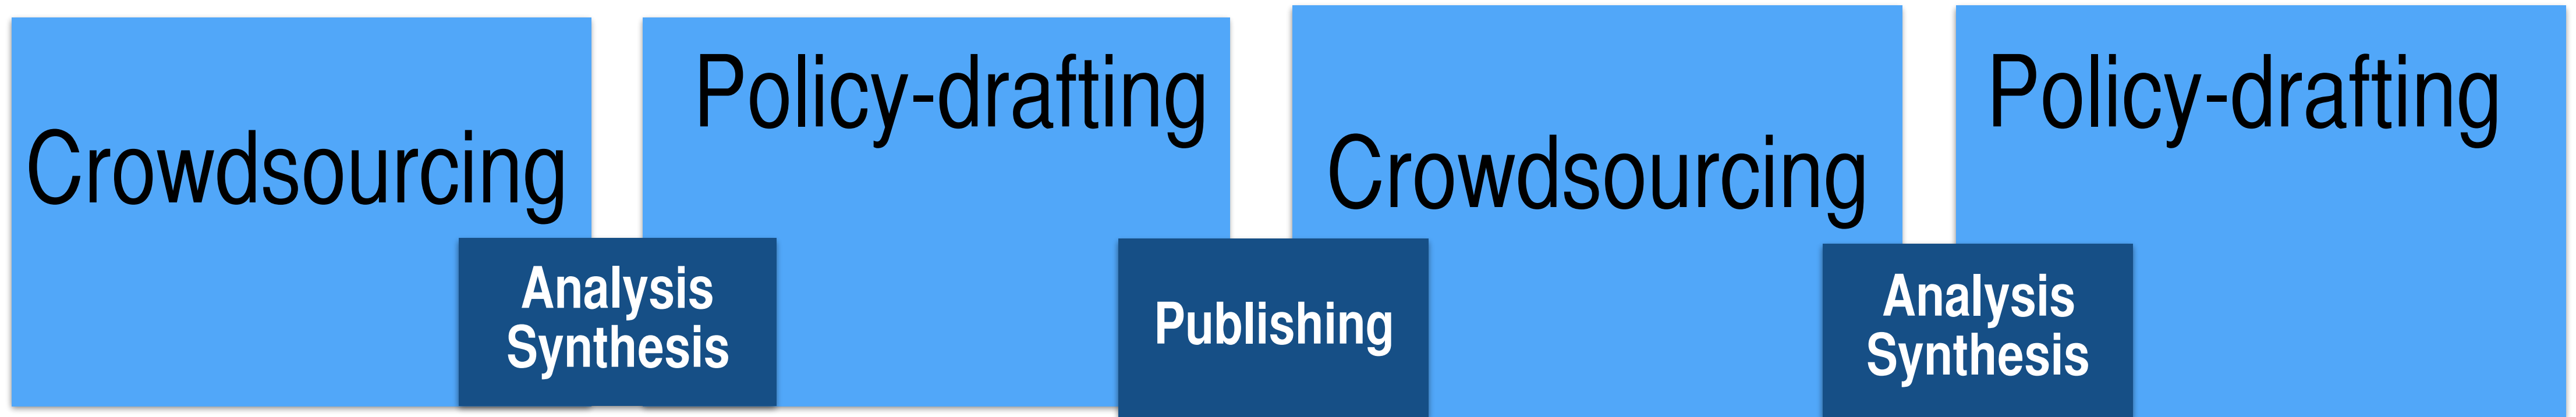 Crowdsourcing
Analysis
Synthesis
Policy-drafting
Publishing
Crowdsourcing
Analysis
Synthesis
Policy-drafting